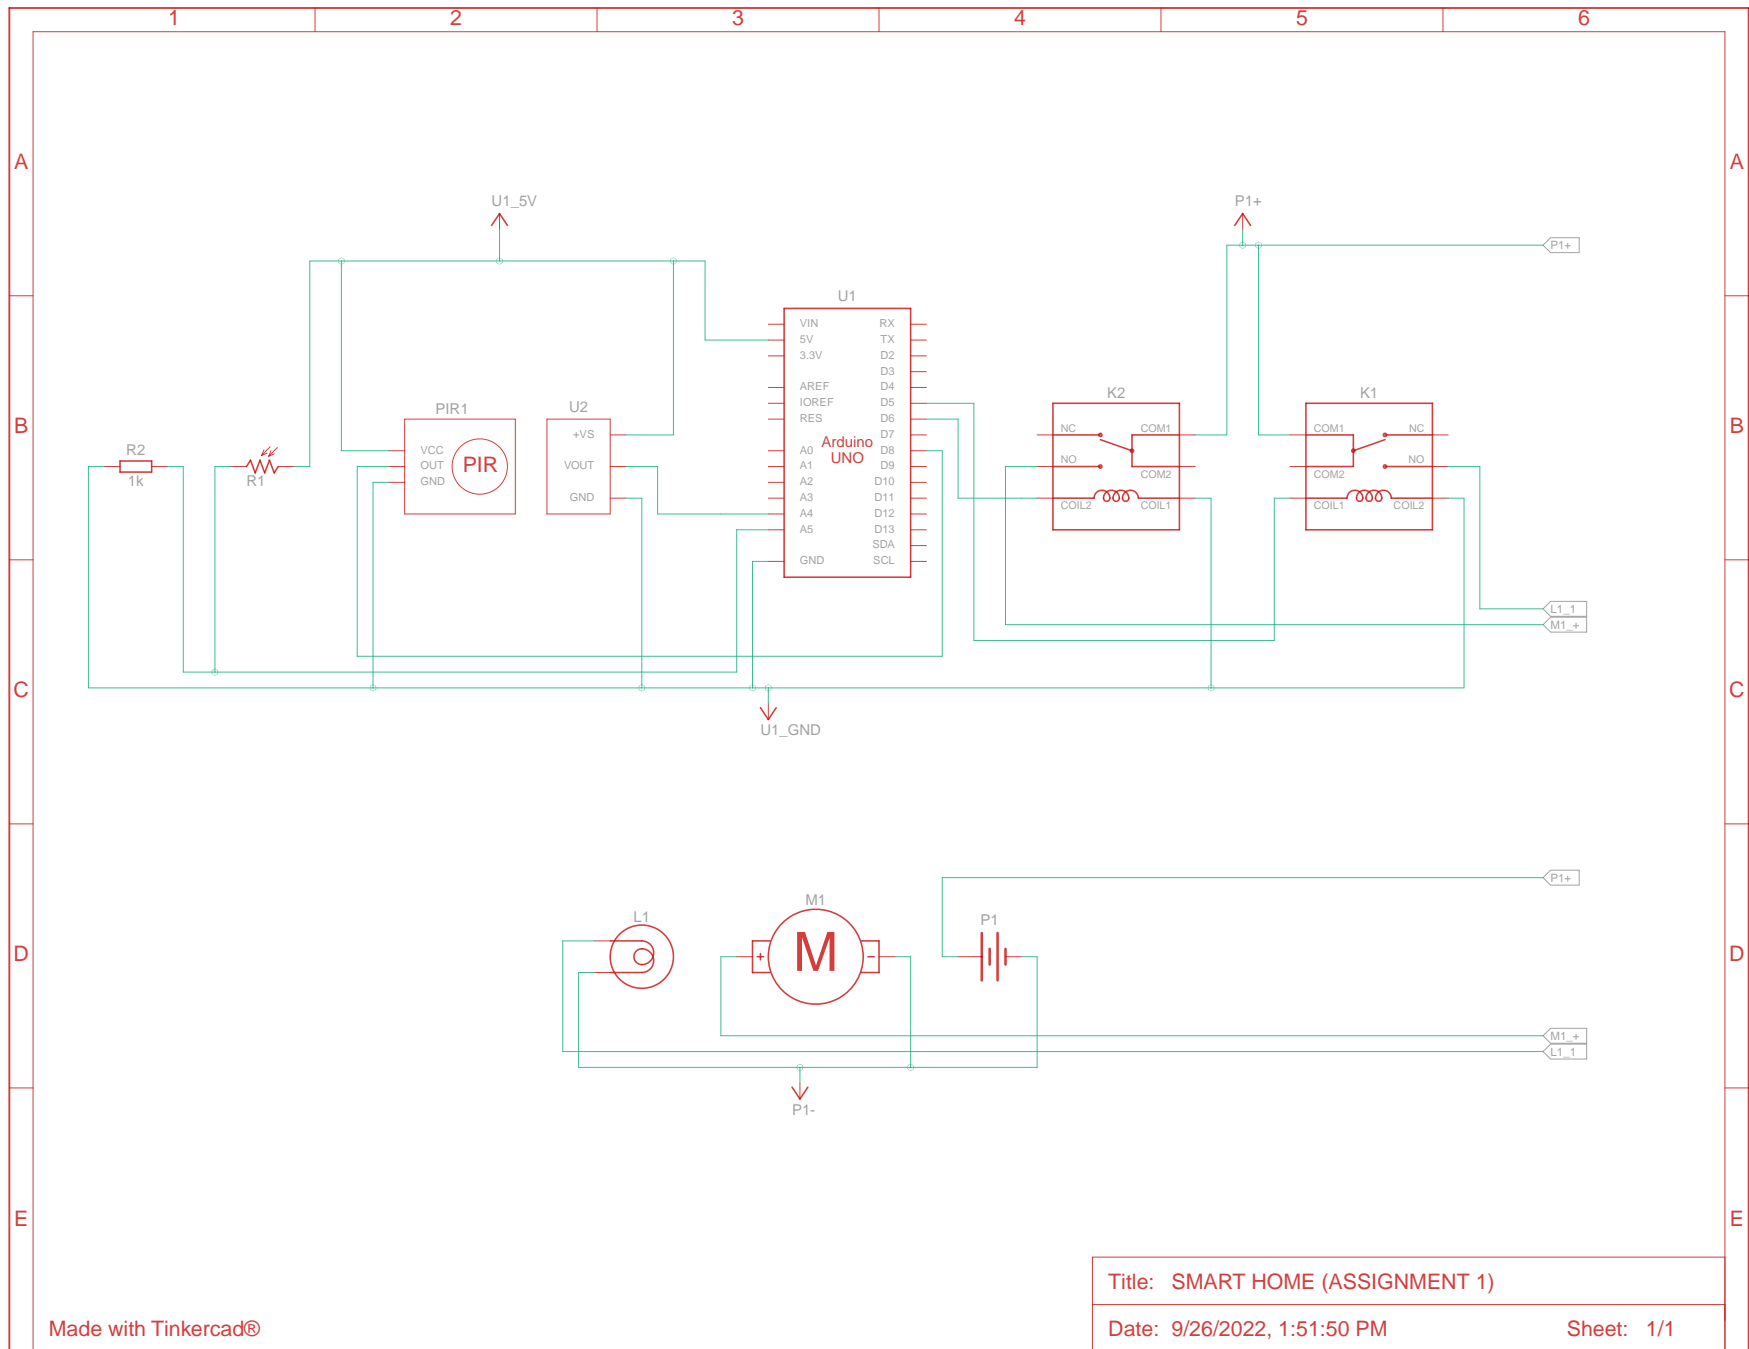 1 2 3 4 5 6
A A
U1_5V P1+
P1+
U1
VIN RX
5V TX
3.3V D2
D3
AREF D4
IOREF D5
RES D6
D7
A0 D8
A1 D9
A2 D10
A3 D11
A4 D12
A5 D13
SDA
GND SCL
Arduino
UNO
B B
R2
1k
R1
PIR1
VCC
OUT
GND
PIR
U2
+VS
VOUT
GND
K2
NC COM1
NO
COM2
COIL2 COIL1
K1
COM1 NC
NO
COM2
COIL1 COIL2
L1_1
M1_+
C C
U1_GND
P1+
D D
L1
M1
+ M -
P1
M1_+
L1_1
P1-
E E
Title: SMART HOME (ASSIGNMENT 1)
Made with Tinkercad®
Date: 9/26/2022, 1:51:50 PM Sheet: 1/1